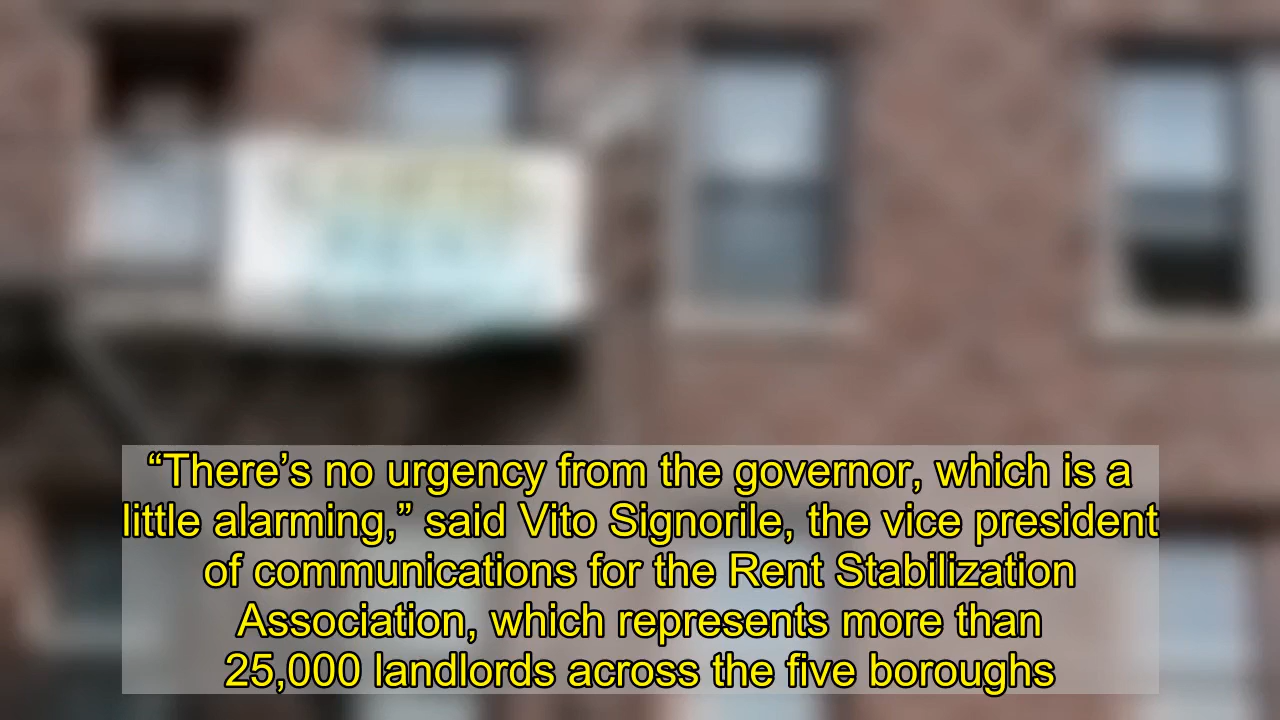 “There’s no urgency from the governor, which is a
little alarming,” said Vito Signorile, the vice president
of communications for the Rent Stabilization
Association, which represents more than
25,000 landlords across the five boroughs